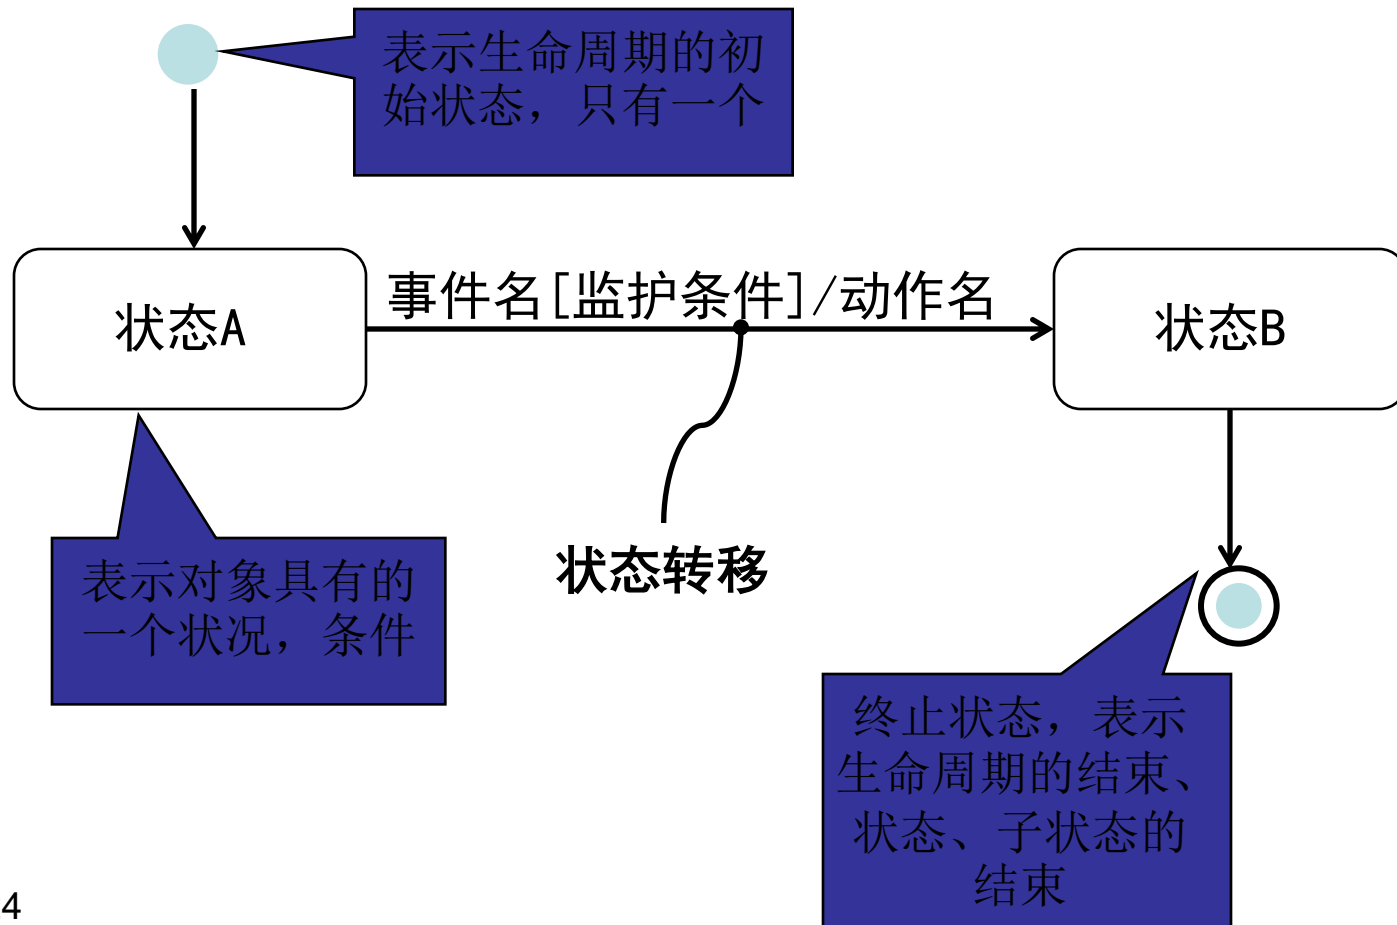 表示生命周期的初
始状态，只有一个
事件名[监护条件]/动作名
状态A
状态B
状态转移
表示对象具有的
一个状况，条件
终止状态，表示
生命周期的结束、
状态、子状态的
结束
4